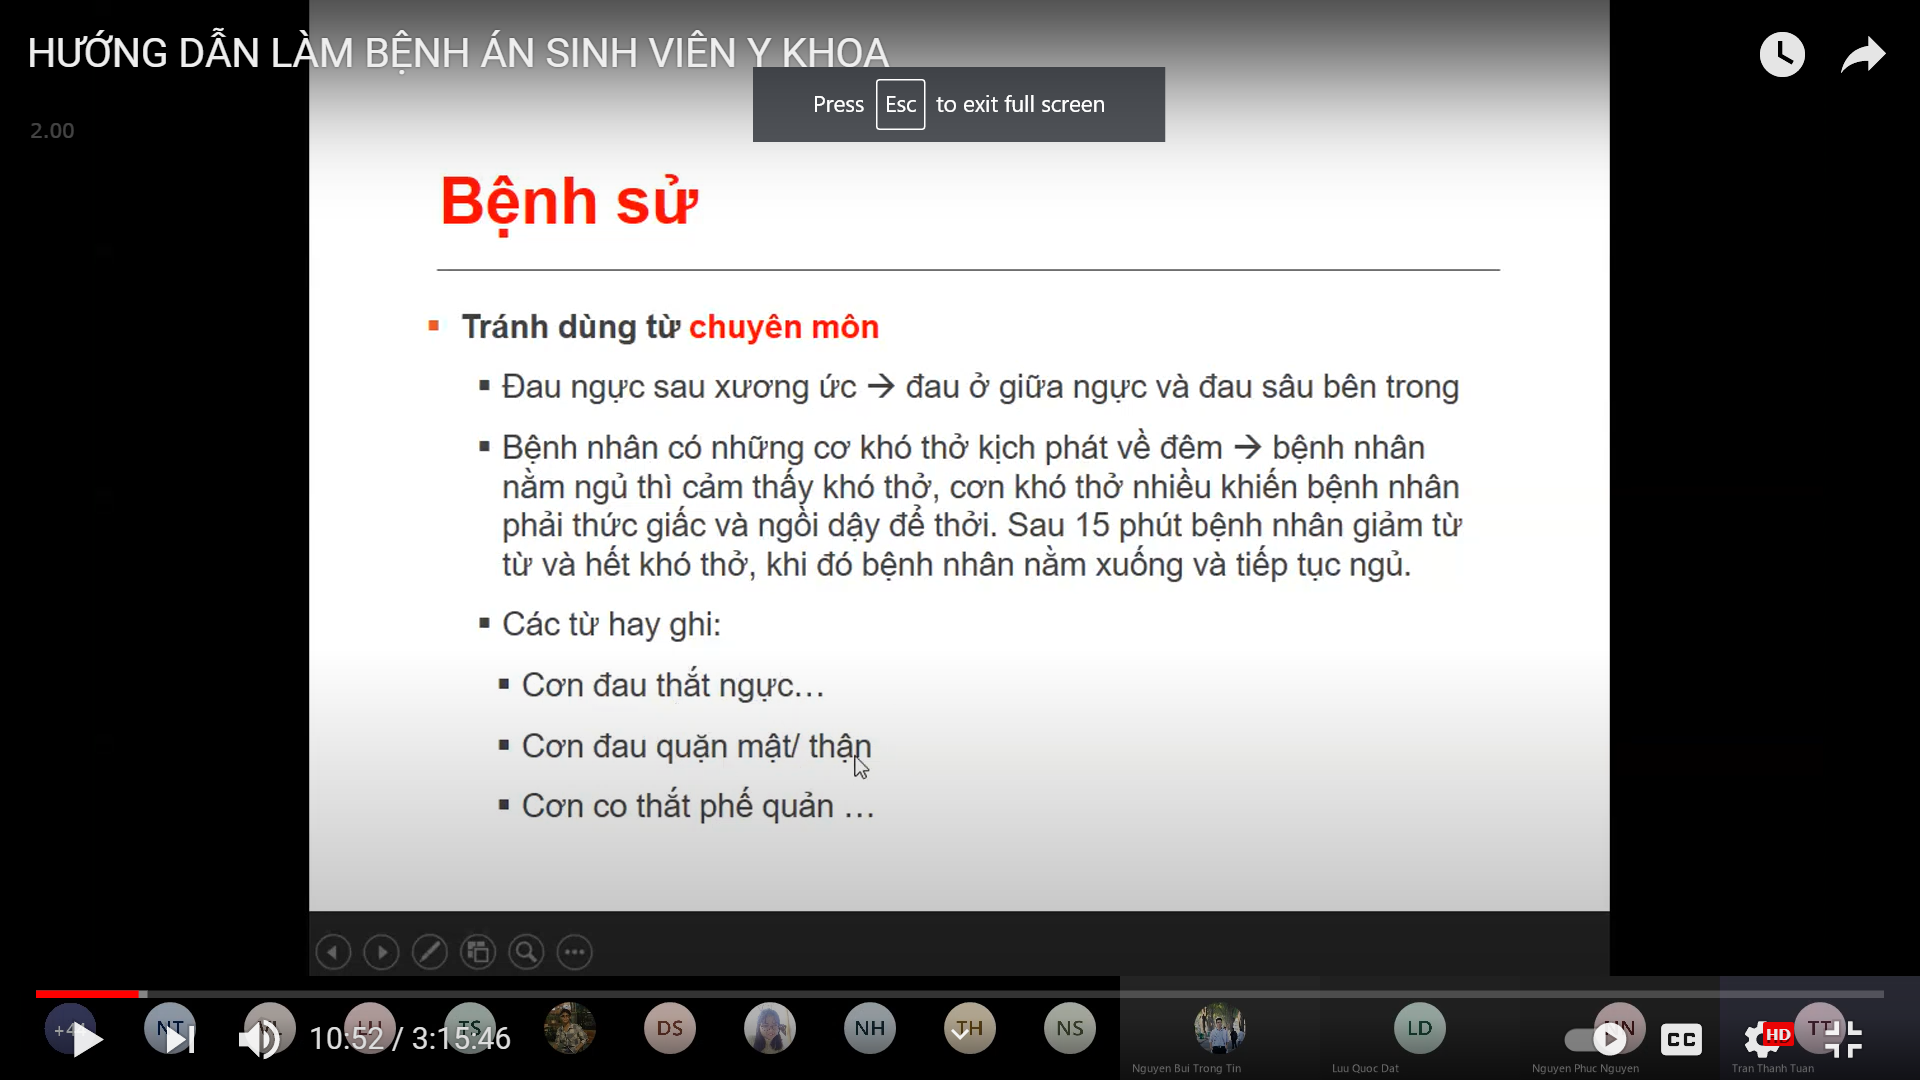 HƯỚNG DẪN LÀM BỆNH ÁN SINH VIÊN Y KHOA
Press Esc to exit full screen
2.00
Bệnh sử
Tránh dùng từ chuyên môn
Đau ngực sau xương ức → đau ở giữa ngực và đau sâu bên trong
Bệnh nhân có những cơ khó thở kịch phát về đêm → bệnh nhân
nằm ngủ thì cảm thấy khó thở, cơn khó thở nhiều khiến bệnh nhân
phải thức giấc và ngồi dậy để thởi. Sau 15 phút bệnh nhân giảm từ
từ và hết khó thở, khi đó bệnh nhân nằm xuống và tiếp tục ngủ.
Các từ hay ghi:
Cơn đau thắt ngực…
Cơn đau quặn mật/ thận
Cơn co thắt phế quản …
NT
TS
DS
NH
TH
NS
LD
TT
10:52 / 3:15:46
CC
HD
Nguyen Bui Trong Tin
Luu Quoc Dat
Nguyen Phuc Nguyen
Tran Thanh Tuan